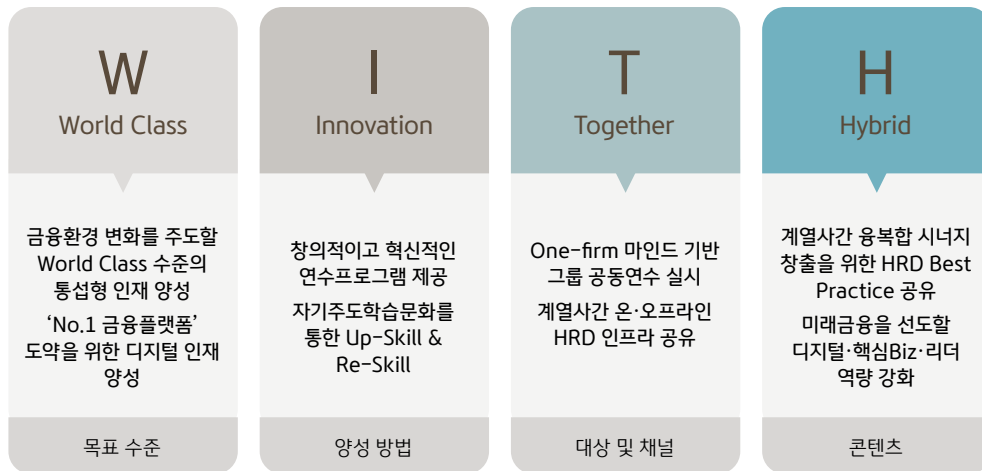 W
World Class
금융환경 변화를 주도할
World Class 수준의
통섭형 인재 양성
‘No.1 금융플랫폼’
도약을 위한 디지털 인재
양성
목표 수준
I
Innovation
창의적이고 혁신적인
연수프로그램 제공
자기주도학습문화를
통한 Up-Skill &
Re-Skill
양성 방법
T
Together
One-firm 마인드 기반
그룹 공동연수 실시
계열사간 온·오프라인
HRD 인프라 공유
대상 및 채널
H
Hybrid
계열사간 융복합 시너지
창출을 위한 HRD Best
Practice 공유
미래금융을 선도할
디지털·핵심Biz·리더
역량 강화
콘텐츠